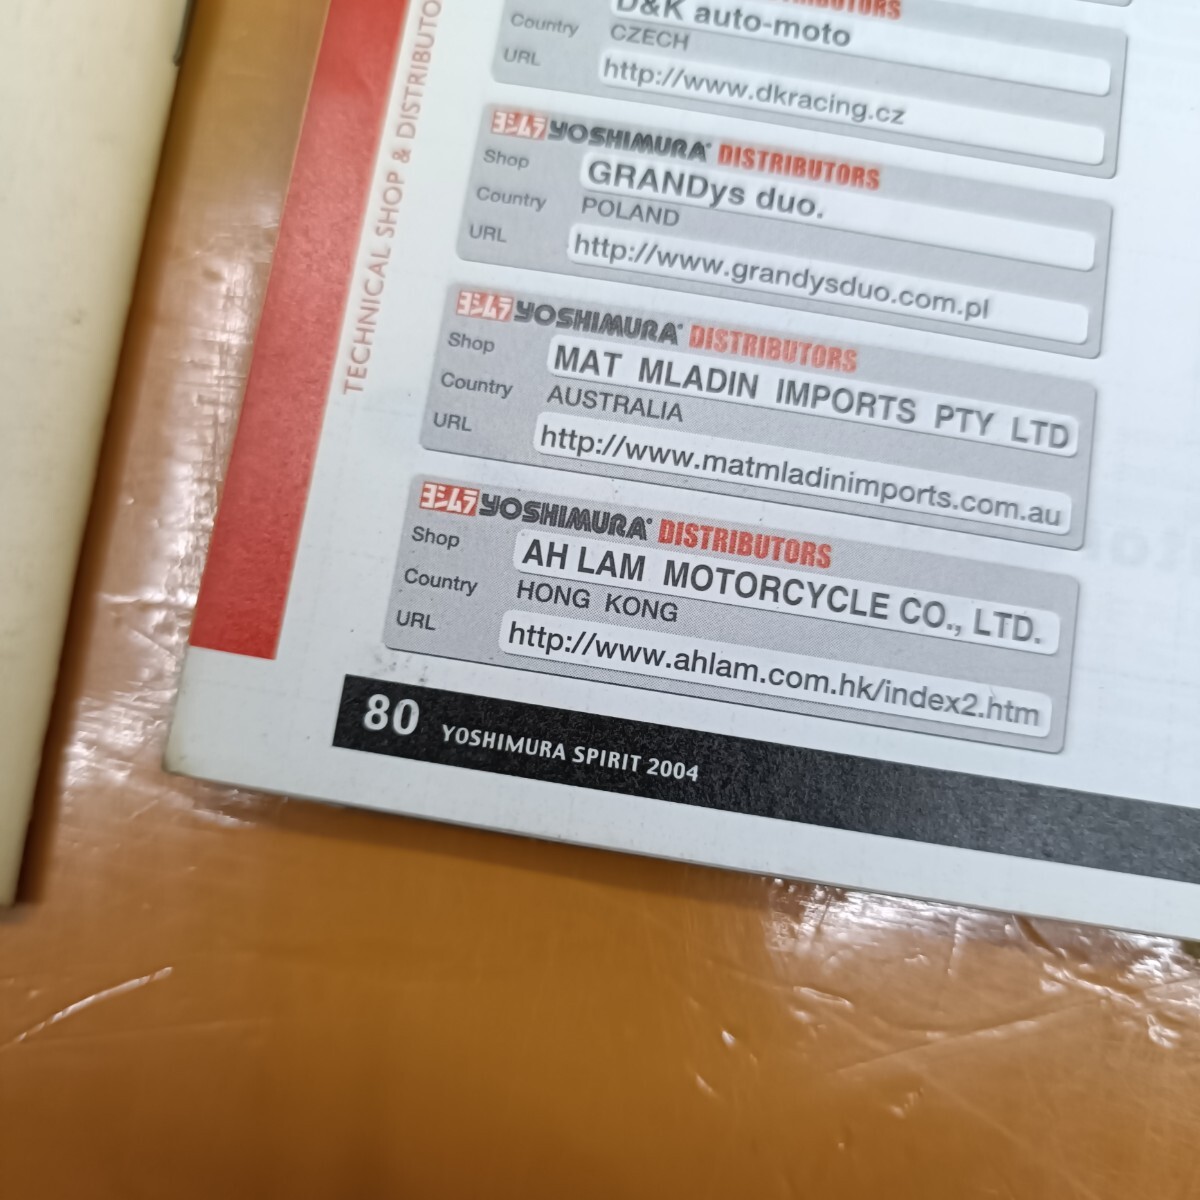 TECHNICAL SHOP & DISTRIBUTO
DISTRIBUTORS
D&K auto-moto
Country CZECH
URL http://www.dkracing.cz
ヨシムラ YOSHIMURA DISTRIBUTORS
Shop GRANDys duo.
Country POLAND
URL http://www.grandysduo.com.pl
ヨシムラ YOSHIMURA DISTRIBUTORS
Shop MAT MLADIN IMPORTS PTY LTD
Country AUSTRALIA
URL http://www.matmladinimports.com.au
ヨシムラ YOSHIMURA DISTRIBUTORS
Shop AH LAM MOTORCYCLE CO., LTD.
Country HONG KONG
URL http://www.ahlam.com.hk/index2.htm
80 YOSHIMURA SPIRIT 2004